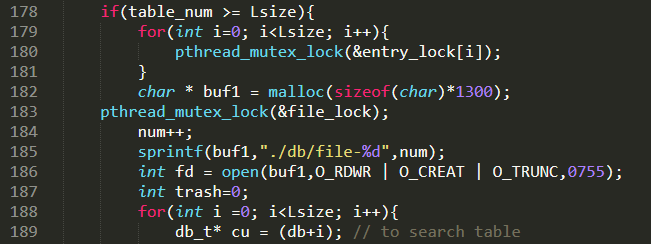 178 if(table_num >= Lsize){
179 for(int i=0; i<Lsize; i++){
180 pthread_mutex_lock(&entry_lock[i]);
181 }
182 char * buf1 = malloc(sizeof(char)*1300);
183 pthread_mutex_lock(&file_lock);
184 num++;
185 sprintf(buf1,"./db/file-%d",num);
186 int fd = open(buf1,O_RDWR | O_CREAT | O_TRUNC,0755);
187 int trash=0;
188 for(int i =0; i<Lsize; i++){
189 db_t* cu = (db+i); // to search table